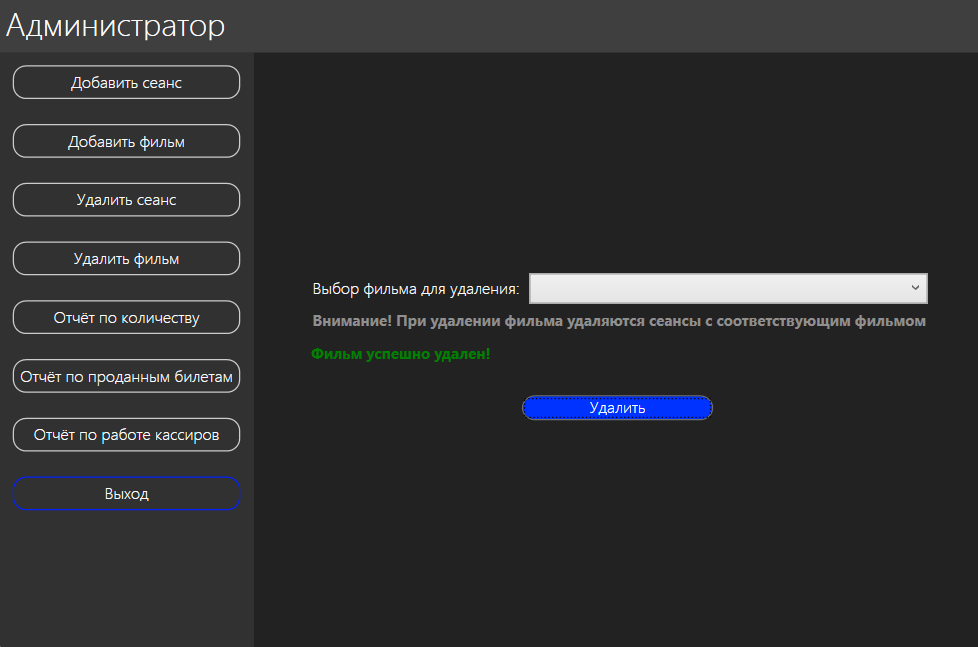 Администратор
Добавить сеанс
Добавить фильм
Удалить сеанс
Удалить фильм
Отчёт по количеству
Отчёт по проданным билетам
Отчёт по работе кассиров
Выход
Выбор фильма для удаления:
Внимание! При удалении фильма удаляются сеансы с соответствующим фильмом
Фильм успешно удален!
Удалить